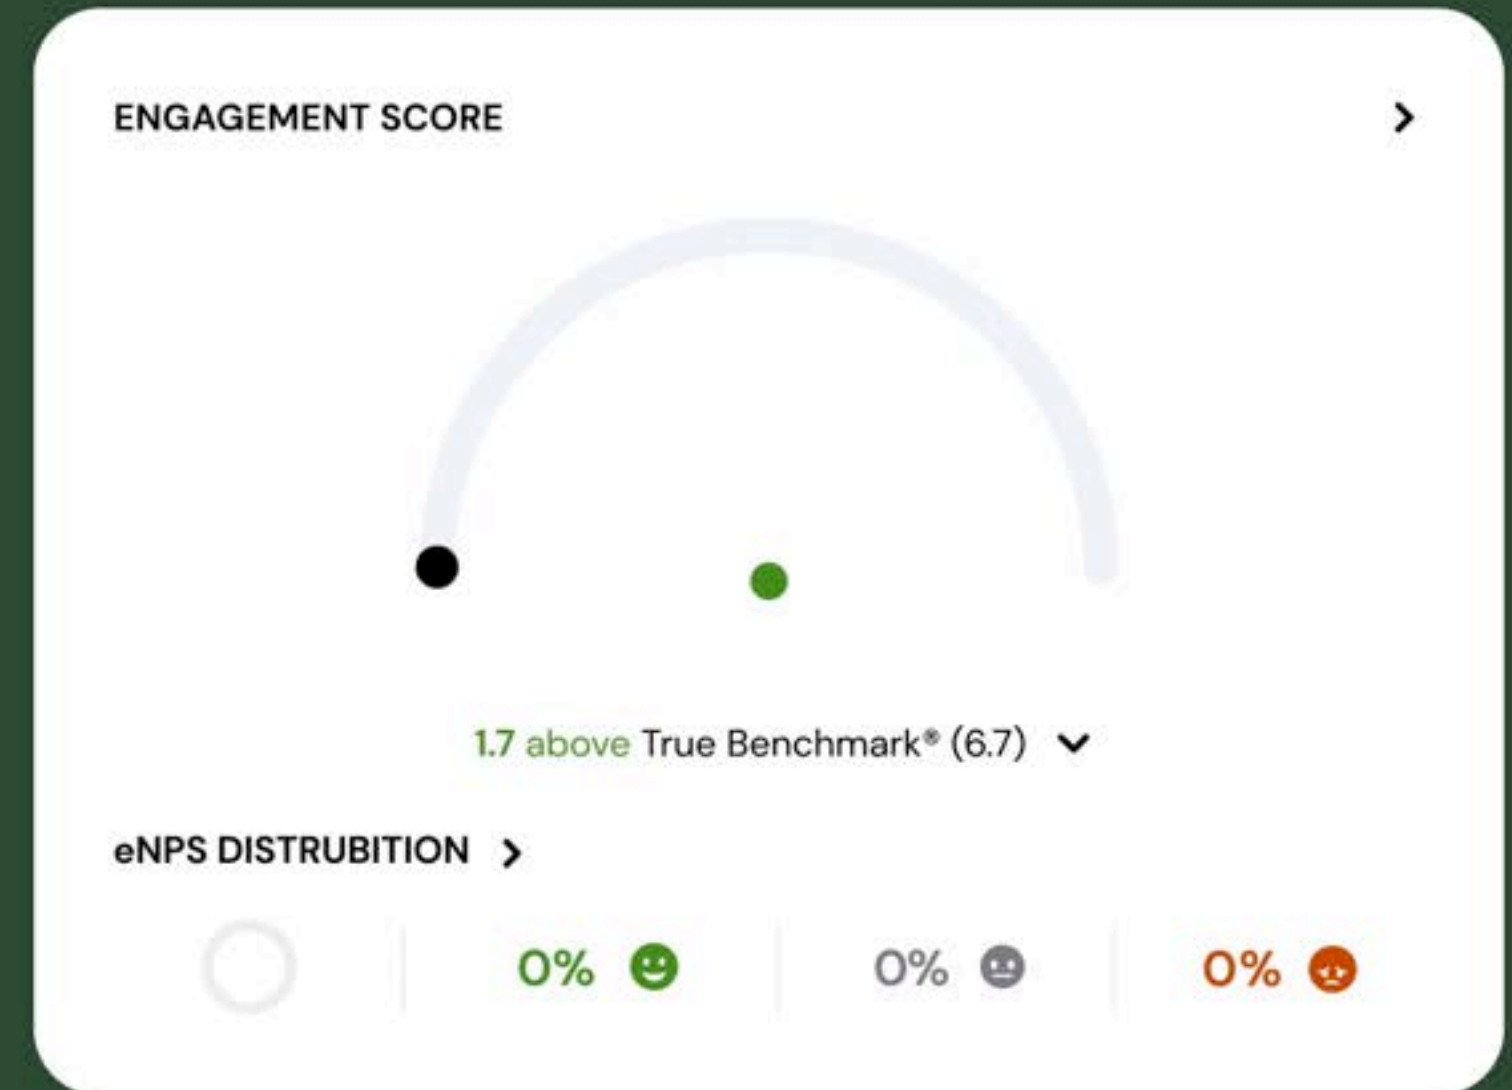 ENGAGEMENT SCORE
1.7 above True Benchmark® (6.7)
eNPS DISTRUBITION
0% 0% 0%